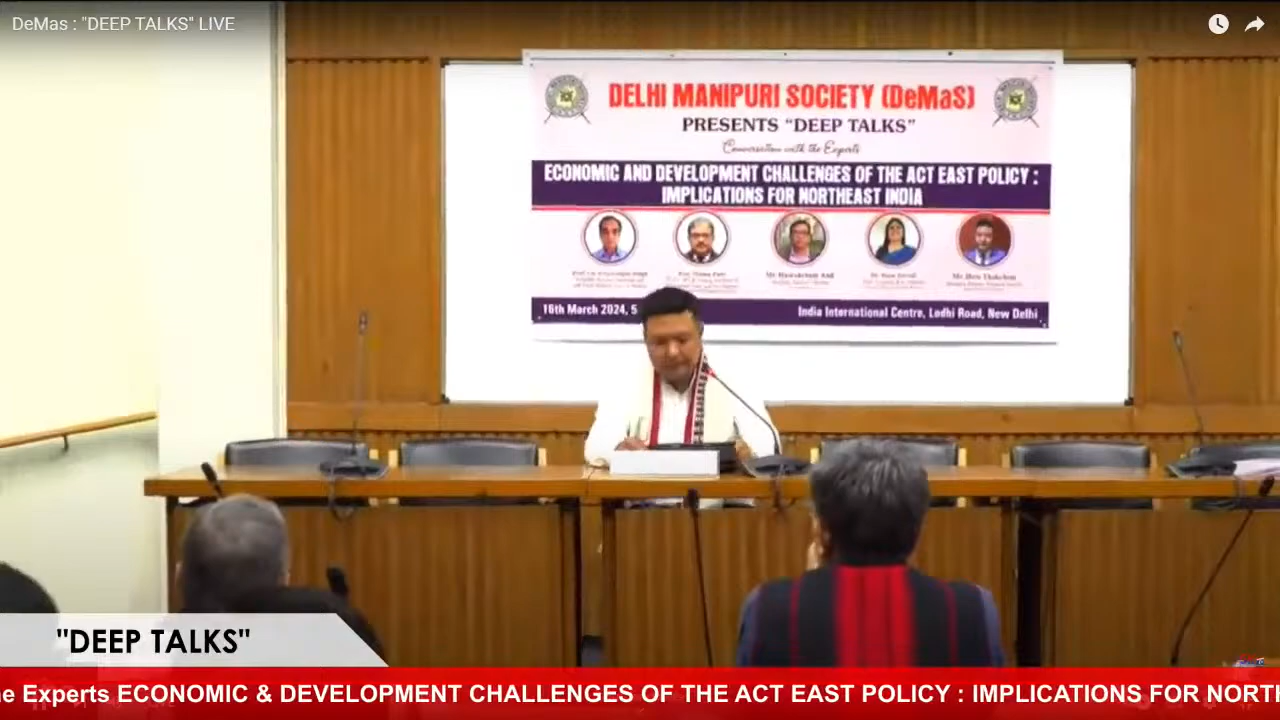 DeMas : "DEEP TALKS" LIVE
DELHI MANIPURI SOCIETY (DeMaS)
PRESENTS "DEEP TALKS"
Conversation with the Experts
ECONOMIC AND DEVELOPMENT CHALLENGES OF THE ACT EAST POLICY :
IMPLICATIONS FOR NORTHEAST INDIA
16th March 2024, 5
India International Centre, Lodhi Road, New Delhi
"DEEP TALKS"
e Experts ECONOMIC & DEVELOPMENT CHALLENGES OF THE ACT EAST POLICY : IMPLICATIONS FOR NORTH